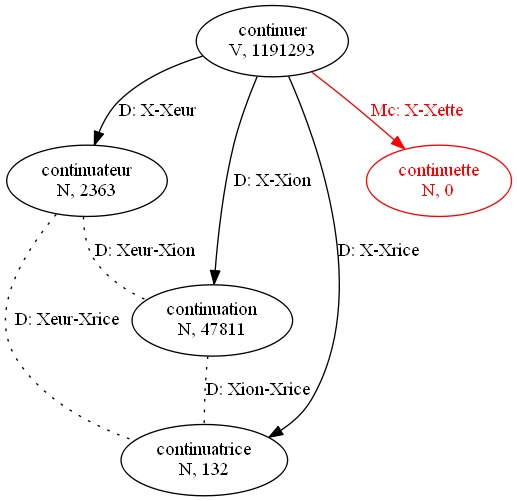 continuer
V, 1191293
D: X-Xeur
Mc: X-Xette
continuateur
N, 2363
D: X-Xion
continuette
N, 0
D: Xeur-Xion
D: X-Xrice
continuation
N, 47811
D: Xeur-Xrice
D: Xion-Xrice
continuatrice
N, 132